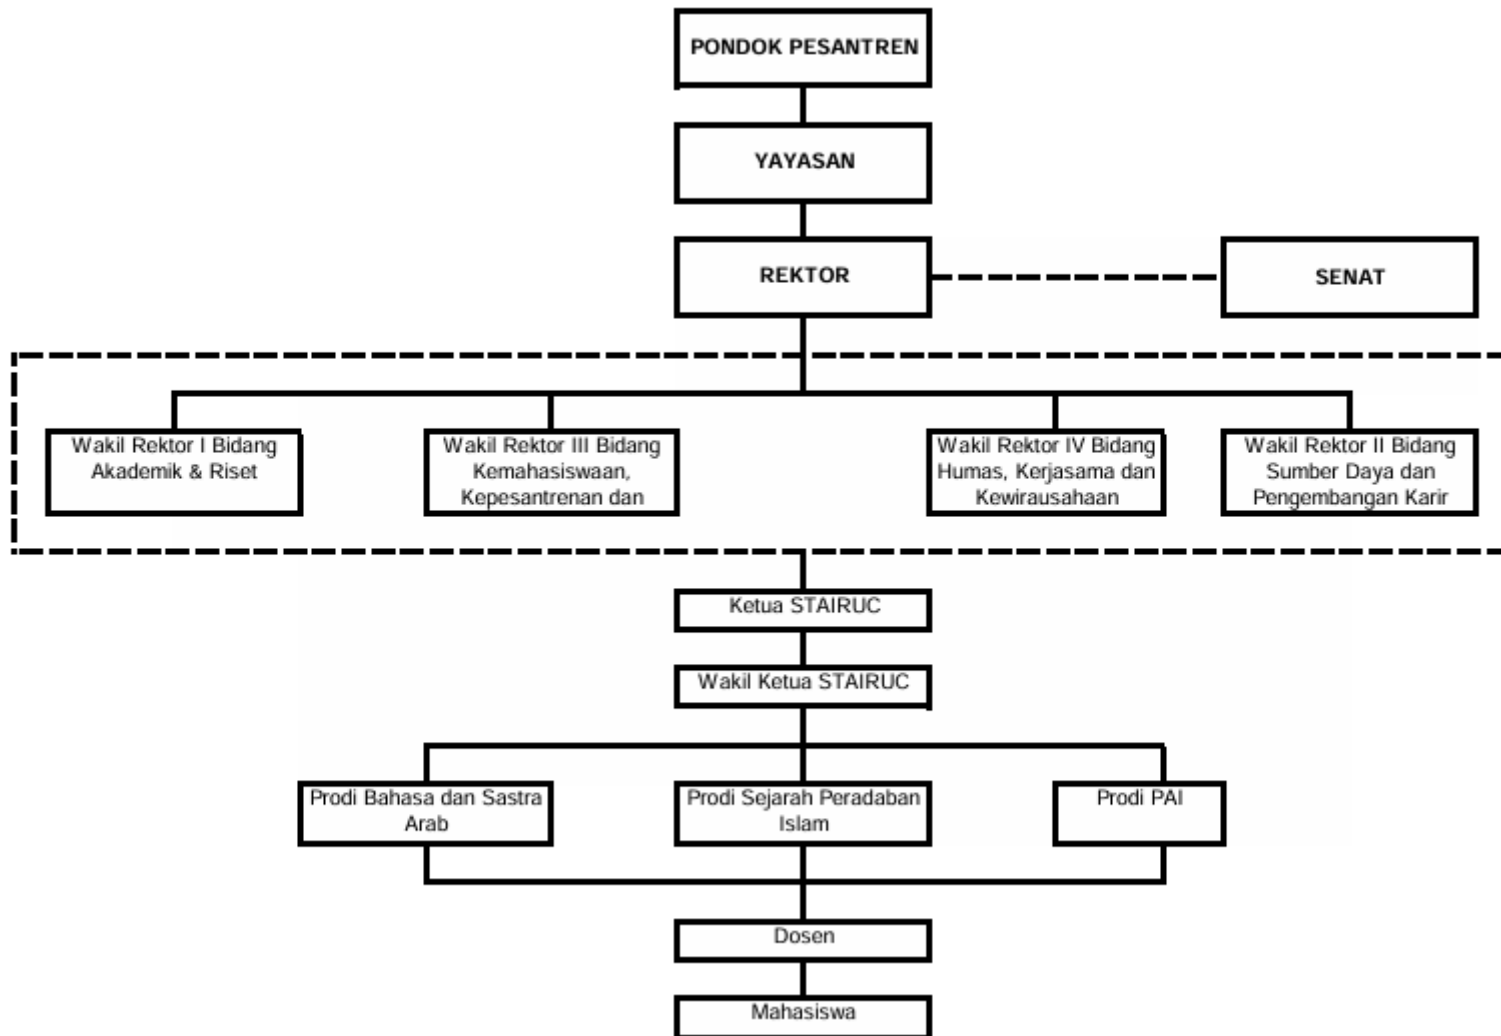 PONDOK PESANTREN
YAYASAN
REKTOR
SENAT
Wakil Rektor I Bidang
Akademik & Riset
Wakil Rektor III Bidang
Kemahasiswaan,
Kepesantrenan dan
Wakil Rektor IV Bidang
Humas, Kerjasama dan
Kewirausahaan
Wakil Rektor II Bidang
Sumber Daya dan
Pengembangan Karir
Ketua STAIRUC
Wakil Ketua STAIRUC
Prodi Bahasa dan Sastra
Arab
Prodi Sejarah Peradaban
Islam
Prodi PAI
Dosen
Mahasiswa